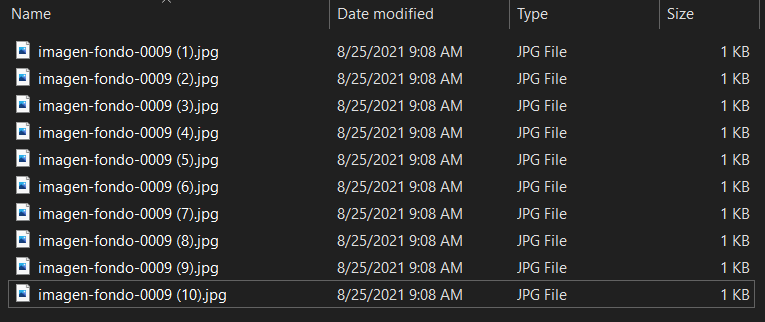 Name Date modified Type Size
imagen-fondo-0009 (1).jpg 8/25/2021 9:08 AM JPG File 1 KB
imagen-fondo-0009 (2).jpg 8/25/2021 9:08 AM JPG File 1 KB
imagen-fondo-0009 (3).jpg 8/25/2021 9:08 AM JPG File 1 KB
imagen-fondo-0009 (4).jpg 8/25/2021 9:08 AM JPG File 1 KB
imagen-fondo-0009 (5).jpg 8/25/2021 9:08 AM JPG File 1 KB
imagen-fondo-0009 (6).jpg 8/25/2021 9:08 AM JPG File 1 KB
imagen-fondo-0009 (7).jpg 8/25/2021 9:08 AM JPG File 1 KB
imagen-fondo-0009 (8).jpg 8/25/2021 9:08 AM JPG File 1 KB
imagen-fondo-0009 (9).jpg 8/25/2021 9:08 AM JPG File 1 KB
imagen-fondo-0009 (10).jpg 8/25/2021 9:08 AM JPG File 1 KB